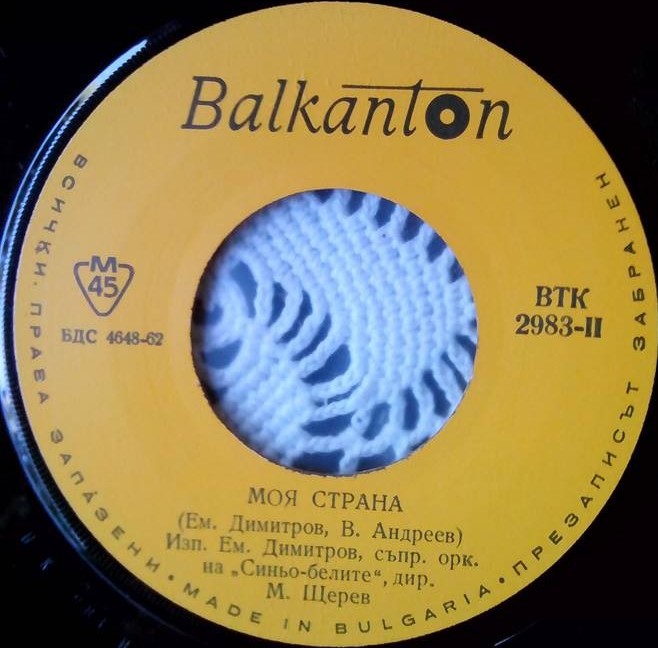 Balkanton
М
45
БДС 4648-62
ВТК
2983-II
МОЯ СТРАНА
(Ем. Димитров, В. Андреев)
Изп. Ем. Димитров, съпр. орк.
на „Синьо-белите“, дир.
М. Щерев
ВСИЧКИ ПРАВА ЗАПАЗЕНИ • MADE IN BULGARIA • ПРЕЗАПИСЪТ ЗАБРАНЕН